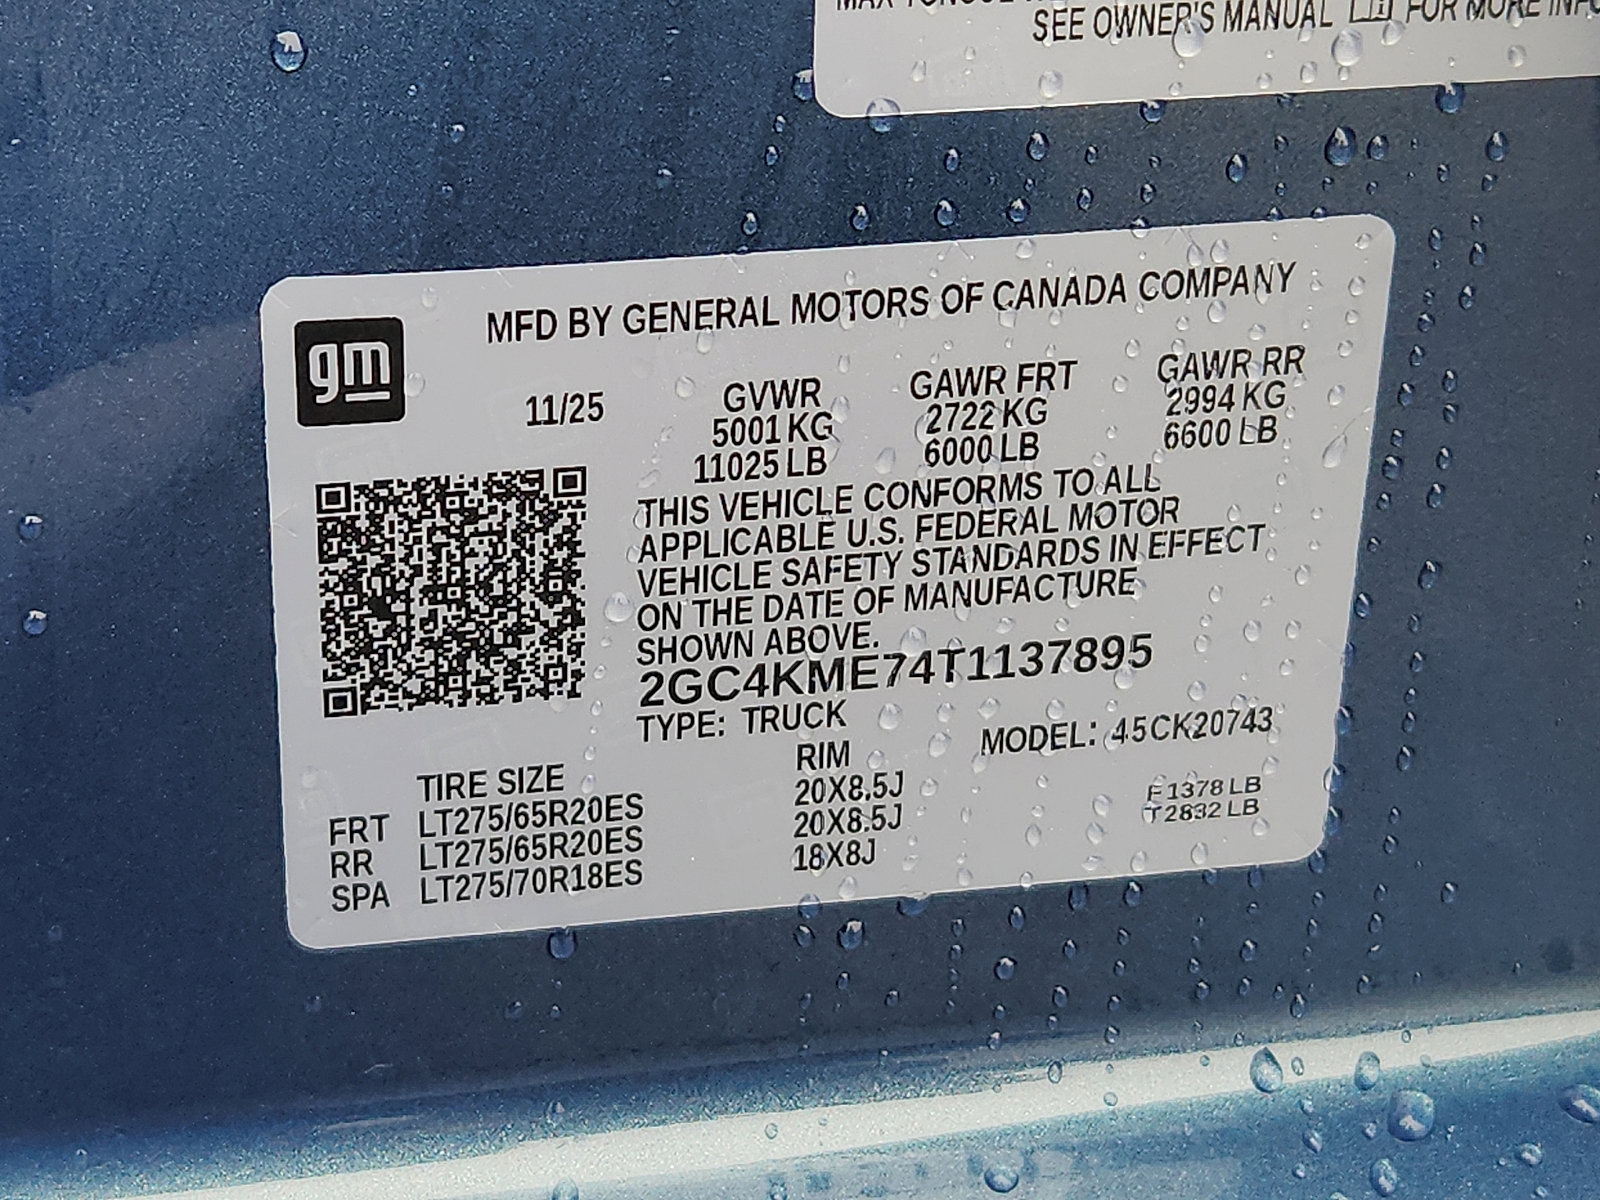 SEE OWNER'S MANUAL FOR MORE
MFD BY GENERAL MOTORS OF CANADA COMPANY
gm
11/25
GVWR GAWR FRT GAWR RR
5001 KG 2722 KG 2994 KG
11025 LB 6000 LB 6600 LB
THIS VEHICLE CONFORMS TO ALL
APPLICABLE U.S. FEDERAL MOTOR
VEHICLE SAFETY STANDARDS IN EFFECT
ON THE DATE OF MANUFACTURE
SHOWN ABOVE.
2GC4KME74T1137895
TYPE: TRUCK MODEL: 45CK20743
TIRE SIZE RIM
FRT LT275/65R20ES 20X8.5J F1378 LB
RR LT275/65R20ES 20X8.5J T2832 LB
SPA LT275/70R18ES 18X8J